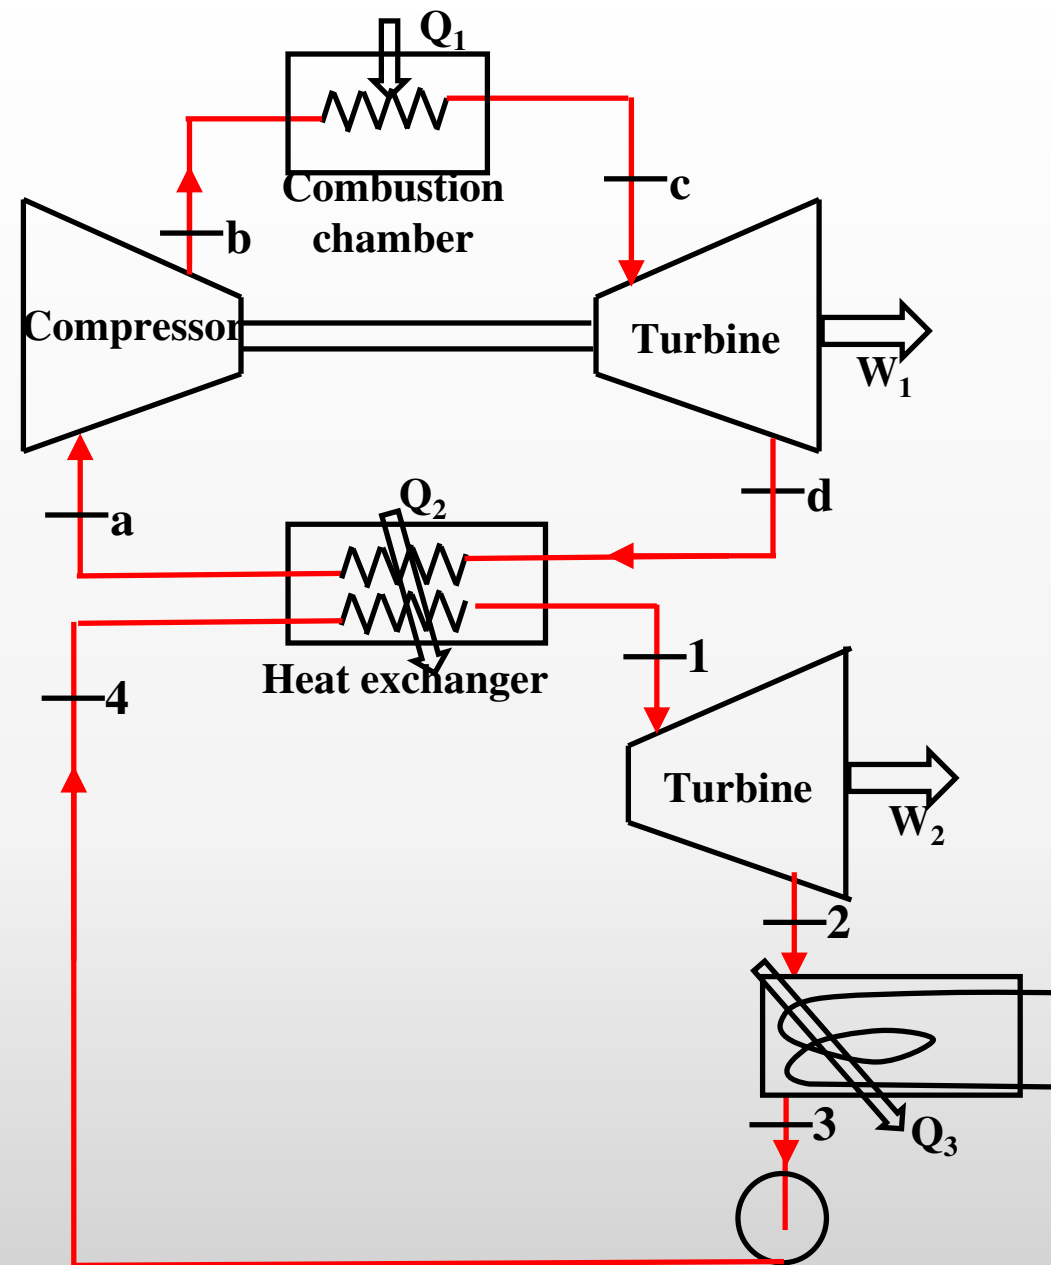 Q1
Combustion
chamber
c
b
Compressor
Turbine
W1
d
Q2
a
1
Heat exchanger
4
Turbine
W2
2
3
Q3